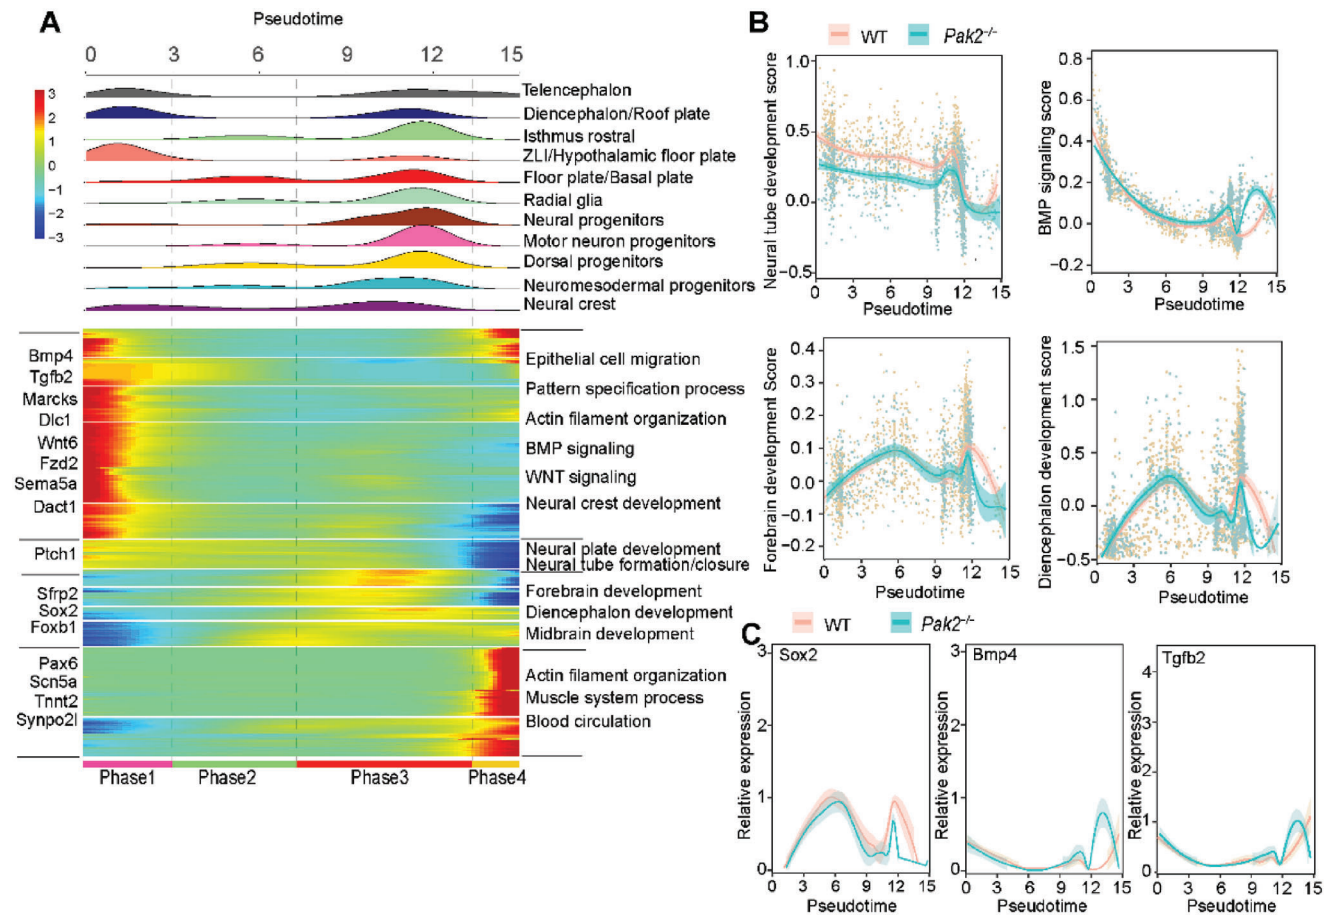 A
Pseudotime
0 3 6 9 12 15
3
2
1
0
−1
−2
−3
Telencephalon
Diencephalon/Roof plate
Isthmus rostral
ZLI/Hypothalamic floor plate
Floor plate/Basal plate
Radial glia
Neural progenitors
Motor neuron progenitors
Dorsal progenitors
Neuromesodermal progenitors
Neural crest
Bmp4
Tgfb2
Marcks
Dlc1
Wnt6
Fzd2
Sema5a
Dact1
Ptch1
Sfrp2
Sox2
Foxb1
Pax6
Scn5a
Tnnt2
Synpo2l
Epithelial cell migration
Pattern specification process
Actin filament organization
BMP signaling
WNT signaling
Neural crest development
Neural plate development
Neural tube formation/closure
Forebrain development
Diencephalon development
Midbrain development
Actin filament organization
Muscle system process
Blood circulation
Phase1 Phase2 Phase3 Phase4
B
WT Pak2−/−
Neural tube development score
1.0
0.5
0.0
−0.5
0 3 6 9 12 15
Pseudotime
BMP signaling score
0.8
0.6
0.4
0.2
0.0
−0.2
0 3 6 9 12 15
Pseudotime
Forebrain development Score
0.4
0.3
0.2
0.1
0.0
−0.1
−0.2
0 3 6 9 12 15
Pseudotime
Diencephalon development score
1.5
1.0
0.5
0.0
−0.5
0 3 6 9 12 15
Pseudotime
C
WT Pak2−/−
Sox2
Relative expression
3
2
1
0
0 3 6 9 12 15
Pseudotime
Bmp4
Relative expression
3
2
1
0
0 3 6 9 12 15
Pseudotime
Tgfb2
Relative expression
4
3
2
1
0
0 3 6 9 12 15
Pseudotime